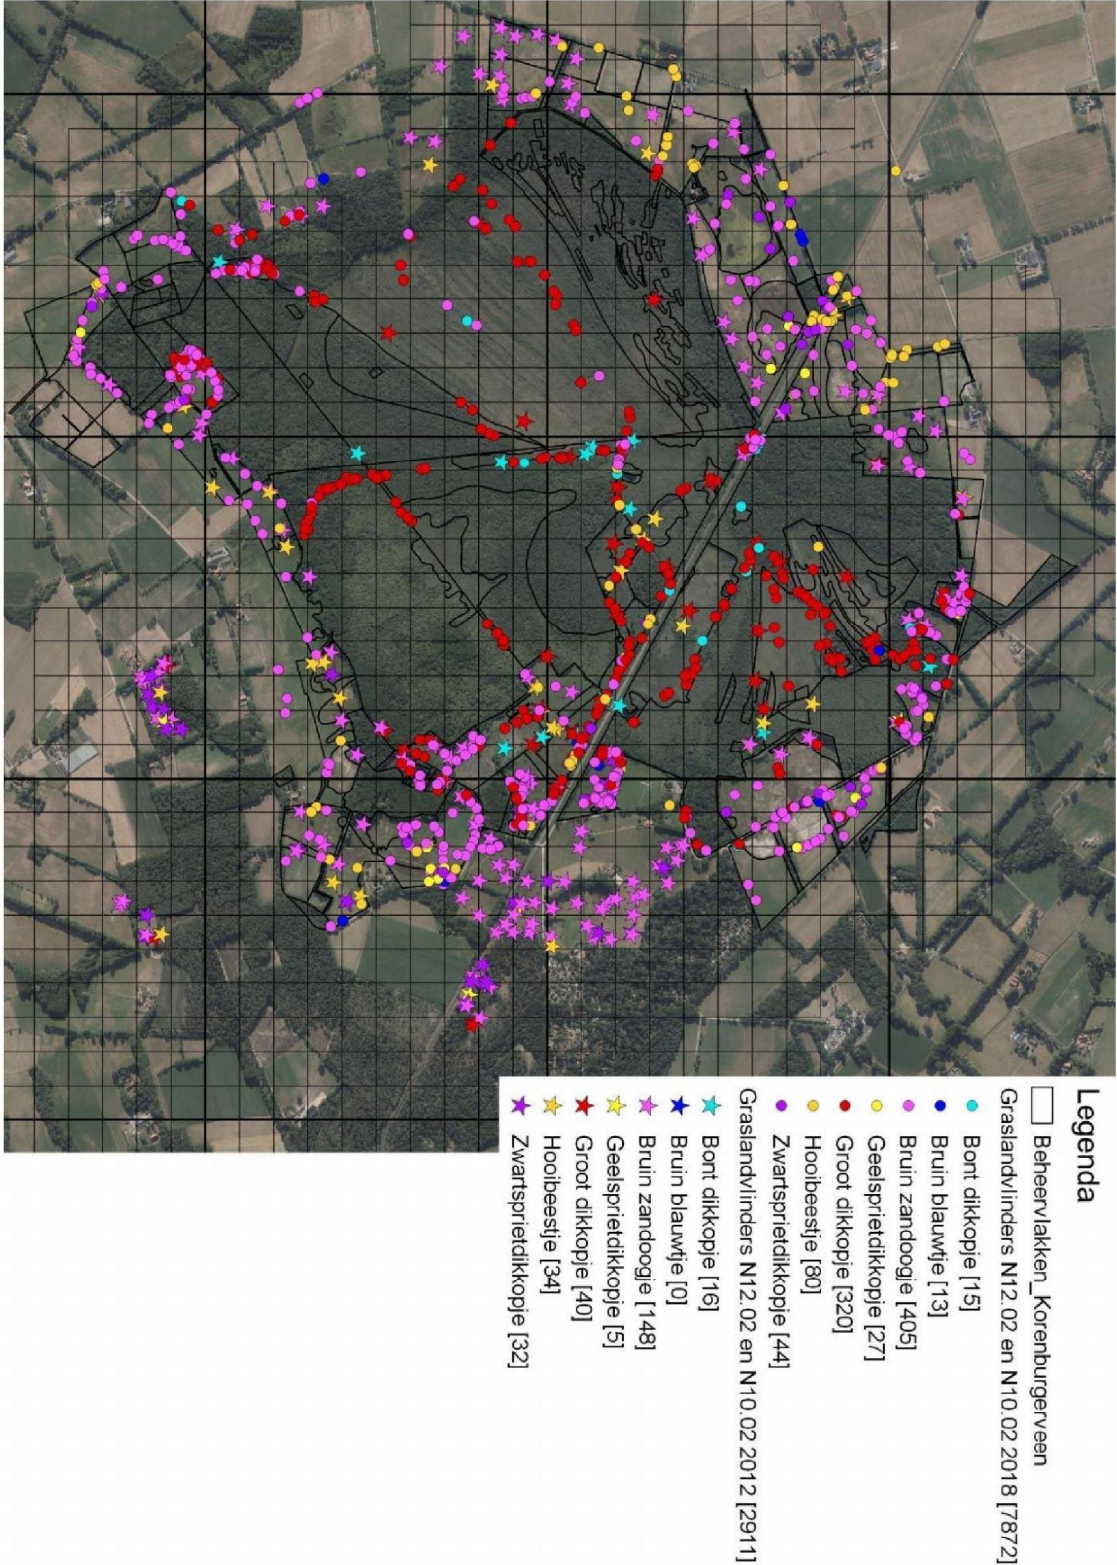 Legenda
Beheervlakken_Korenburgerveen
Graslandvlinders N12.02 en N10.02 2018 [7872]
Bont dikkopje [15]
Bruin blauwtje [13]
Bruin zandoogje [405]
Geelsprietdikkopje [27]
Groot dikkopje [320]
Hooibeestje [80]
Zwartsprietdikkopje [44]
Graslandvlinders N12.02 en N10.02 2012 [2911]
Bont dikkopje [16]
Bruin blauwtje [0]
Bruin zandoogje [148]
Geelsprietdikkopje [5]
Groot dikkopje [40]
Hooibeestje [34]
Zwartsprietdikkopje [32]